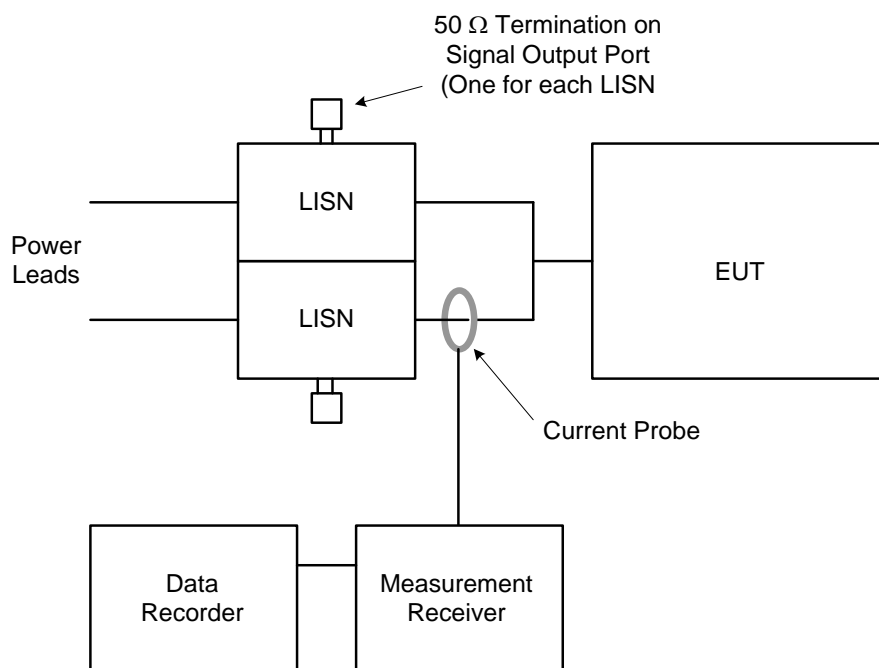 50 Ω Termination on
Signal Output Port
(One for each LISN
LISN
Power
Leads
EUT
LISN
Current Probe
Data
Recorder
Measurement
Receiver